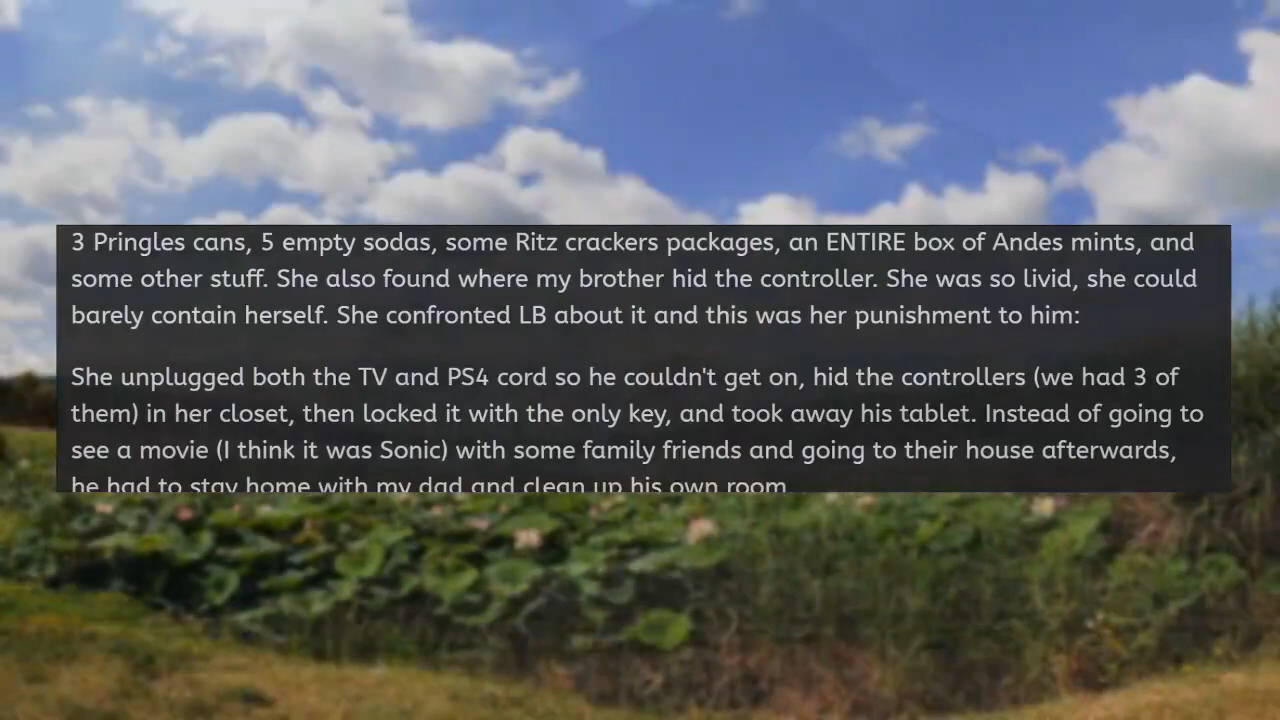 3 Pringles cans, 5 empty sodas, some Ritz crackers packages, an ENTIRE box of Andes mints, and
some other stuff. She also found where my brother hid the controller. She was so livid, she could
barely contain herself. She confronted LB about it and this was her punishment to him:
She unplugged both the TV and PS4 cord so he couldn't get on, hid the controllers (we had 3 of
them) in her closet, then locked it with the only key, and took away his tablet. Instead of going to
see a movie (I think it was Sonic) with some family friends and going to their house afterwards,
he had to stay home with my dad and clean up his own room